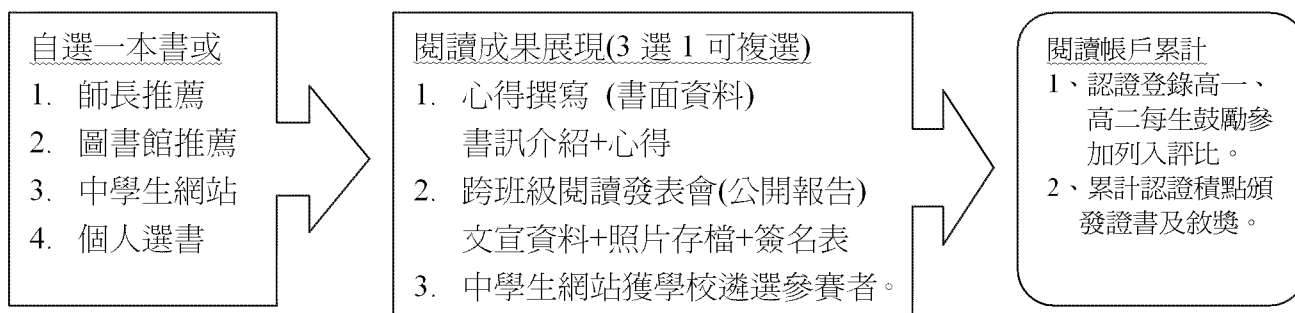 自選一本書或
1. 師長推薦
2. 圖書館推薦
3. 中學生網站
4. 個人選書
閱讀成果展現(3 選 1 可複選)
1. 心得撰寫 (書面資料)
書訊介紹+心得
2. 跨班級閱讀發表會(公開報告)
文宣資料+照片存檔+簽名表
3. 中學生網站獲學校遴選參賽者。
閱讀帳戶累計
1、認證登錄高一、
高二每生鼓勵參
加列入評比。
2、累計認證積點頒
發證書及敘獎。